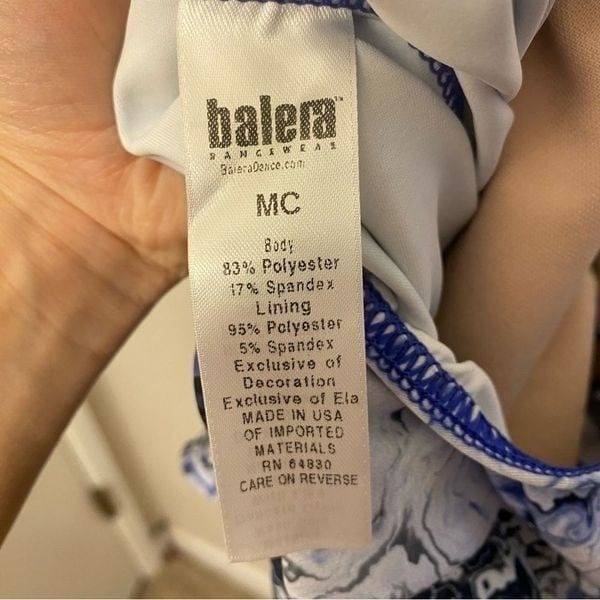 balera™
DANCEWEAR
BaleraDance.com
MC
Body
83% Polyester
17% Spandex
Lining
95% Polyester
5% Spandex
Exclusive of
Decoration
Exclusive of Ela
MADE IN USA
OF IMPORTED
MATERIALS
RN 64830
CARE ON REVERSE